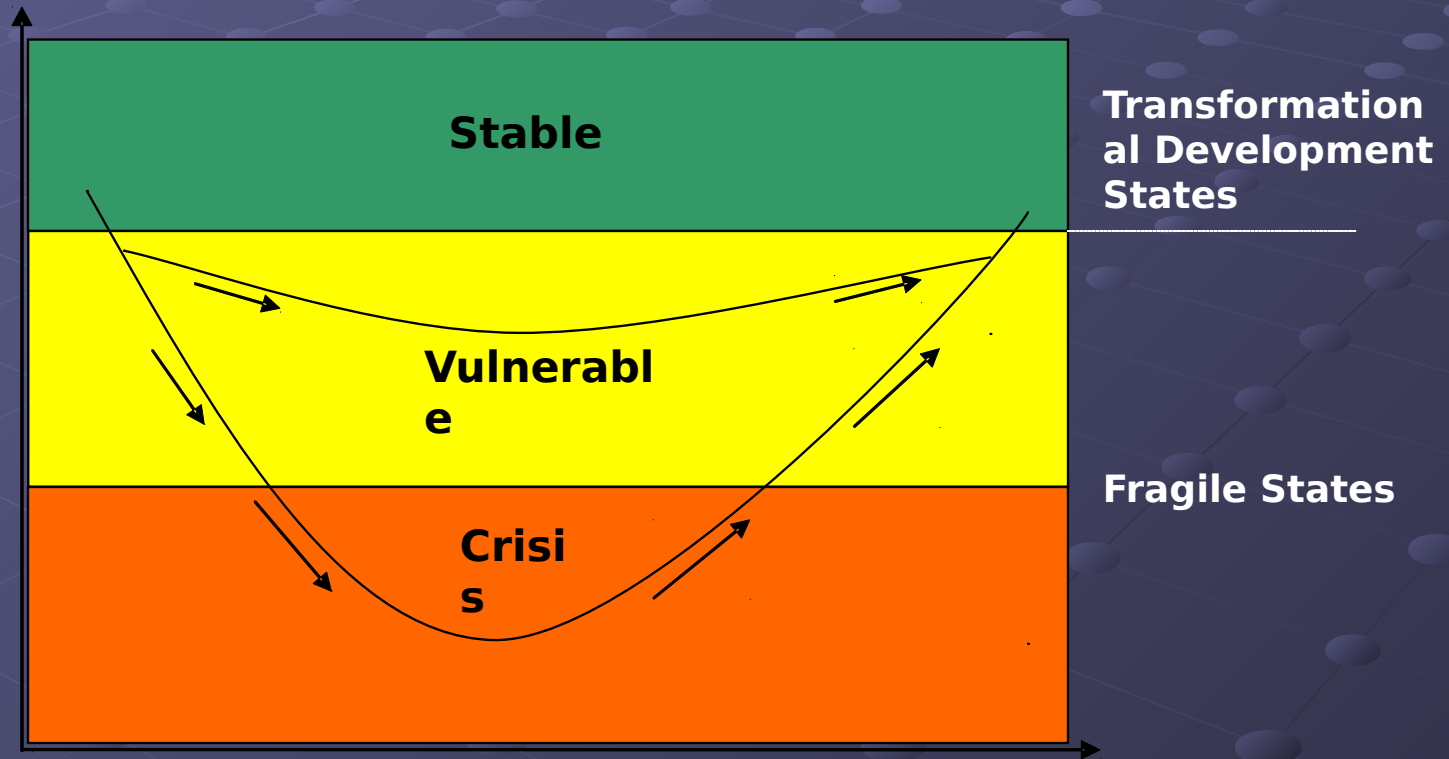 Stable
Transformation
al Development
States
Vulnerabl
e
Fragile States
Crisi
s